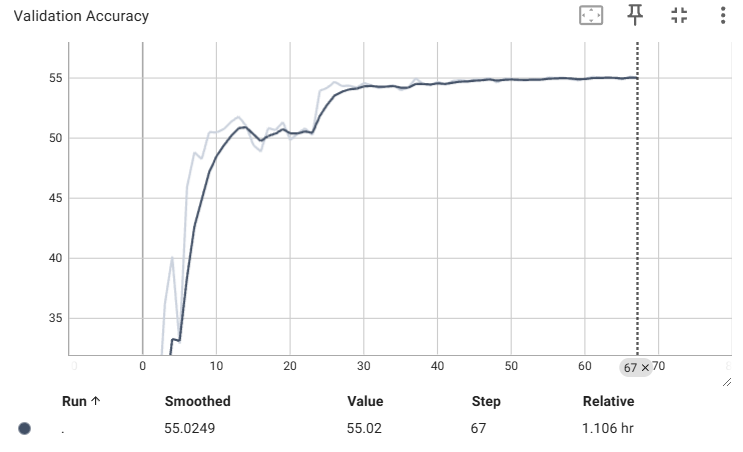 Validation Accuracy
55
50
45
40
35
0 10 20 30 40 50 60 67 × 70
Run ↑ Smoothed Value Step Relative
. 55.0249 55.02 67 1.106 hr